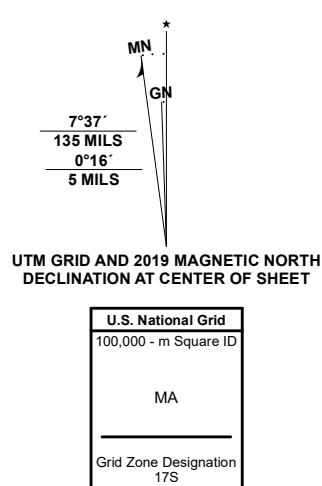 ★
MN
GN
7°37´
135 MILS
0°16´
5 MILS
UTM GRID AND 2019 MAGNETIC NORTH
DECLINATION AT CENTER OF SHEET
U.S. National Grid
100,000 - m Square ID
MA
Grid Zone Designation
17S